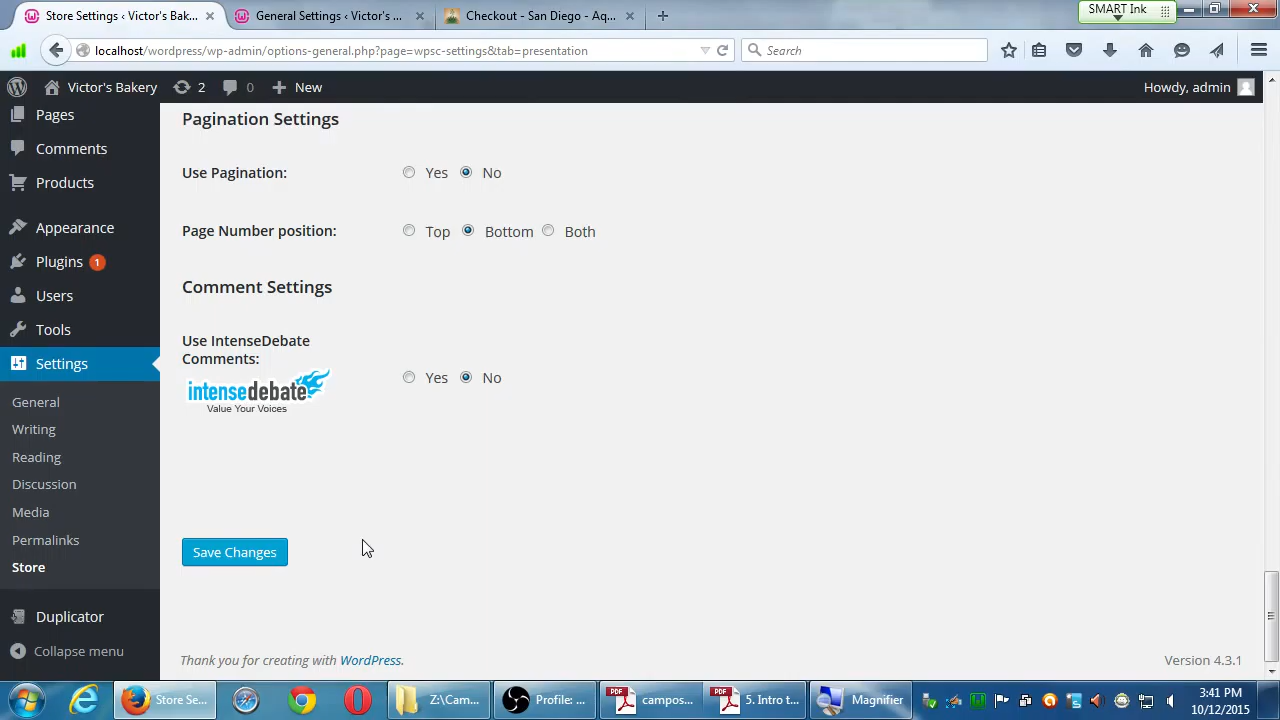 Store Settings ‹ Victor's Bak...
General Settings ‹ Victor's ...
Checkout - San Diego - Aq...
SMART Ink
localhost/wordpress/wp-admin/options-general.php?page=wpsc-settings&tab=presentation
Search
Victor's Bakery
2
0
New
Howdy, admin
Pages
Comments
Products
Appearance
Plugins 1
Users
Tools
Settings
General
Writing
Reading
Discussion
Media
Permalinks
Store
Duplicator
Collapse menu
Pagination Settings
Use Pagination: Yes No
Page Number position: Top Bottom Both
Comment Settings
Use IntenseDebate
Comments:
intensedebate
Value Your Voices
Yes No
Save Changes
Thank you for creating with WordPress.
Version 4.3.1
Store Se...
Z:\Cam...
Profile: ...
PDF
campos...
PDF
5. Intro t...
Magnifier
3:41 PM
10/12/2015